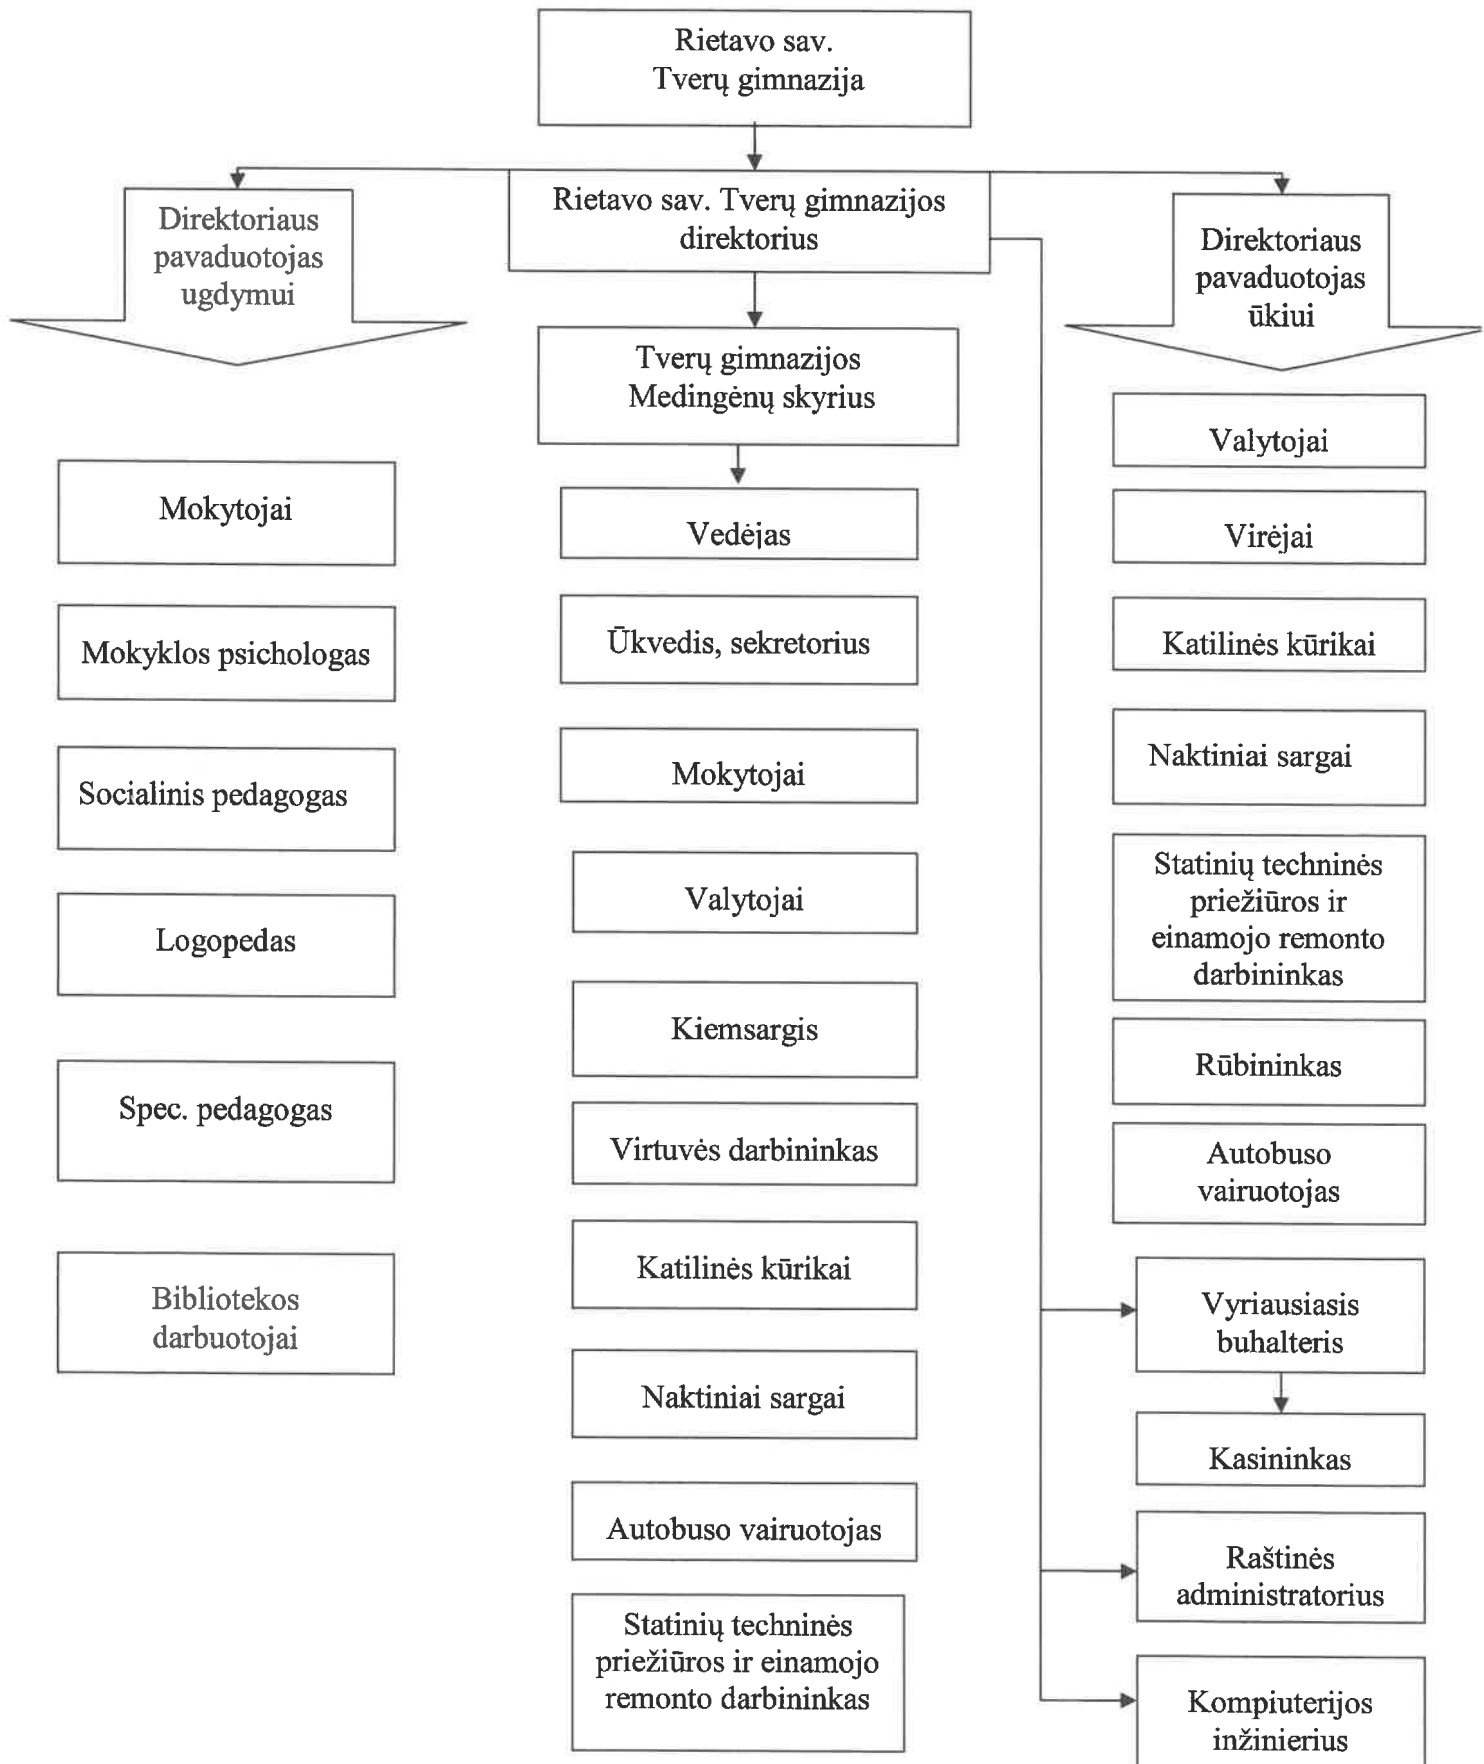 Rietavo sav.
Tverų gimnazija
Rietavo sav. Tverų gimnazijos
direktorius
Direktoriaus
pavaduotojas
ugdymui
Mokytojai
Mokyklos psichologas
Socialinis pedagogas
Logopedas
Spec. pedagogas
Bibliotekos
darbuotojai
Tverų gimnazijos
Medingėnų skyrius
Vedėjas
Ūkvedis, sekretorius
Mokytojai
Valytojai
Kiemsargis
Virtuvės darbininkas
Katilinės kūrikai
Naktiniai sargai
Autobuso vairuotojas
Statinių techninės
priežiūros ir einamojo
remonto darbininkas
Direktoriaus
pavaduotojas
ūkiui
Valytojai
Virėjai
Katilinės kūrikai
Naktiniai sargai
Statinių techninės
priežiūros ir
einamojo remonto
darbininkas
Rūbininkas
Autobuso
vairuotojas
Vyriausiasis
buhalteris
Kasininkas
Raštinės
administratorius
Kompiuterijos
inžinierius